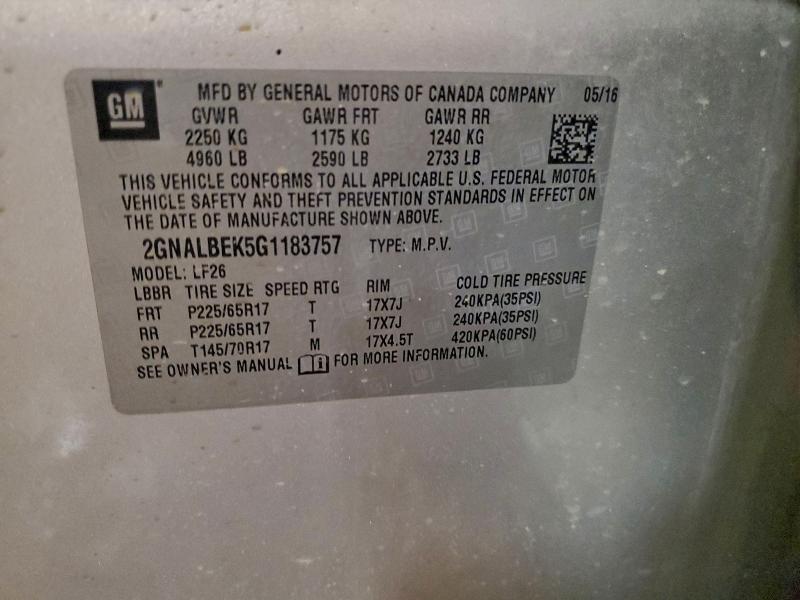 GM
MFD BY GENERAL MOTORS OF CANADA COMPANY 05/16
GVWR GAWR FRT GAWR RR
2250 KG 1175 KG 1240 KG
4960 LB 2590 LB 2733 LB
THIS VEHICLE CONFORMS TO ALL APPLICABLE U.S. FEDERAL MOTOR
VEHICLE SAFETY AND THEFT PREVENTION STANDARDS IN EFFECT ON
THE DATE OF MANUFACTURE SHOWN ABOVE.
2GNALBEK5G1183757 TYPE: M.P.V.
MODEL: LF26
LBBR TIRE SIZE SPEED RTG RIM COLD TIRE PRESSURE
FRT P225/65R17 T 17X7J 240KPA(35PSI)
RR P225/65R17 T 17X7J 240KPA(35PSI)
SPA T145/70R17 M 17X4.5T 420KPA(60PSI)
SEE OWNER'S MANUAL FOR MORE INFORMATION.